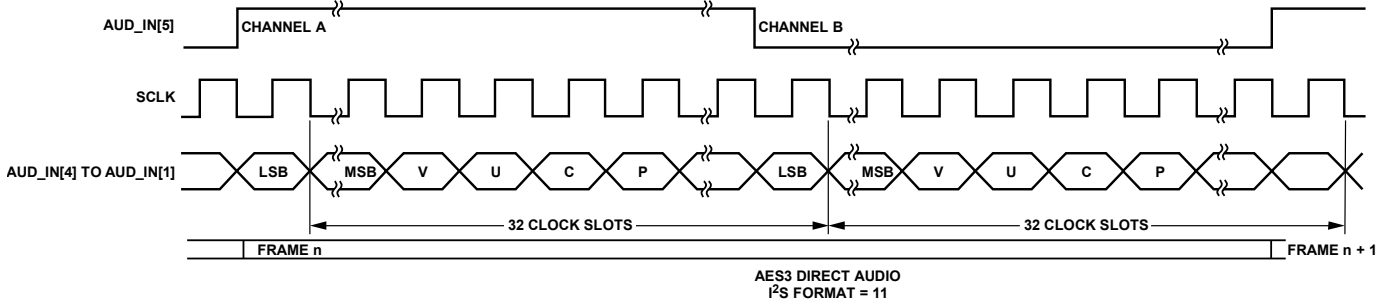 AUD_IN[5]
CHANNEL A
CHANNEL B
SCLK
AUD_IN[4] TO AUD_IN[1]
LSB
MSB
V
U
C
P
LSB
MSB
V
U
C
P
32 CLOCK SLOTS
32 CLOCK SLOTS
FRAME n
FRAME n + 1
AES3 DIRECT AUDIO
I²S FORMAT = 11